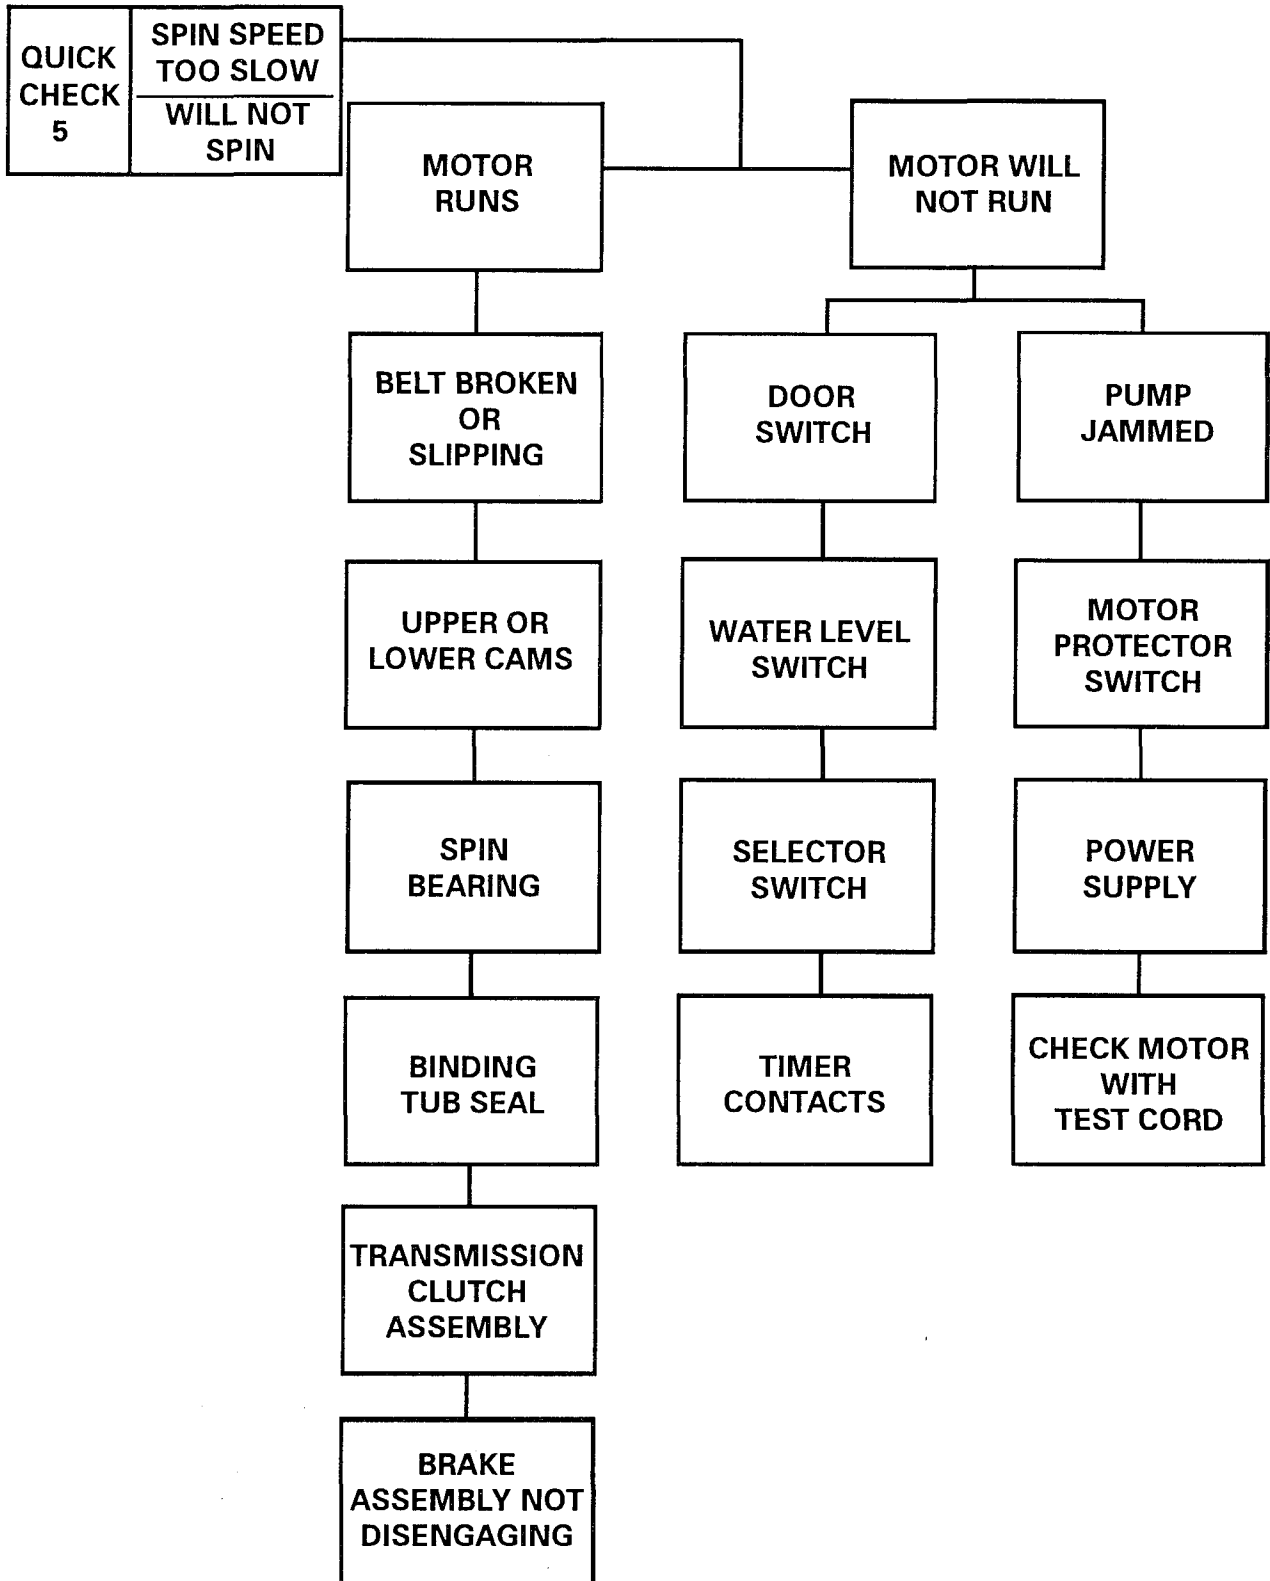 QUICK
CHECK
5
SPIN SPEED
TOO SLOW
WILL NOT
SPIN
MOTOR
RUNS
MOTOR WILL
NOT RUN
BELT BROKEN
OR
SLIPPING
UPPER OR
LOWER CAMS
SPIN
BEARING
BINDING
TUB SEAL
TRANSMISSION
CLUTCH
ASSEMBLY
BRAKE
ASSEMBLY NOT
DISENGAGING
DOOR
SWITCH
WATER LEVEL
SWITCH
SELECTOR
SWITCH
TIMER
CONTACTS
PUMP
JAMMED
MOTOR
PROTECTOR
SWITCH
POWER
SUPPLY
CHECK MOTOR
WITH
TEST CORD